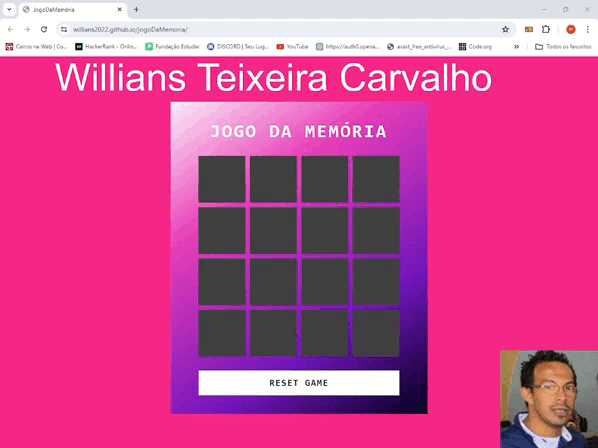 JogoDaMemória
willians2022.github.io/jogoDaMemoria/
Carros na Web | Co...
HackerRank - Onlin...
Fundação Estudar
DISCORD | Seu Lug...
YouTube
https://auth0.opena...
avast_free_antivirus_...
Code.org
Todos os favoritos
Willians Teixeira Carvalho
JOGO DA MEMÓRIA
RESET GAME